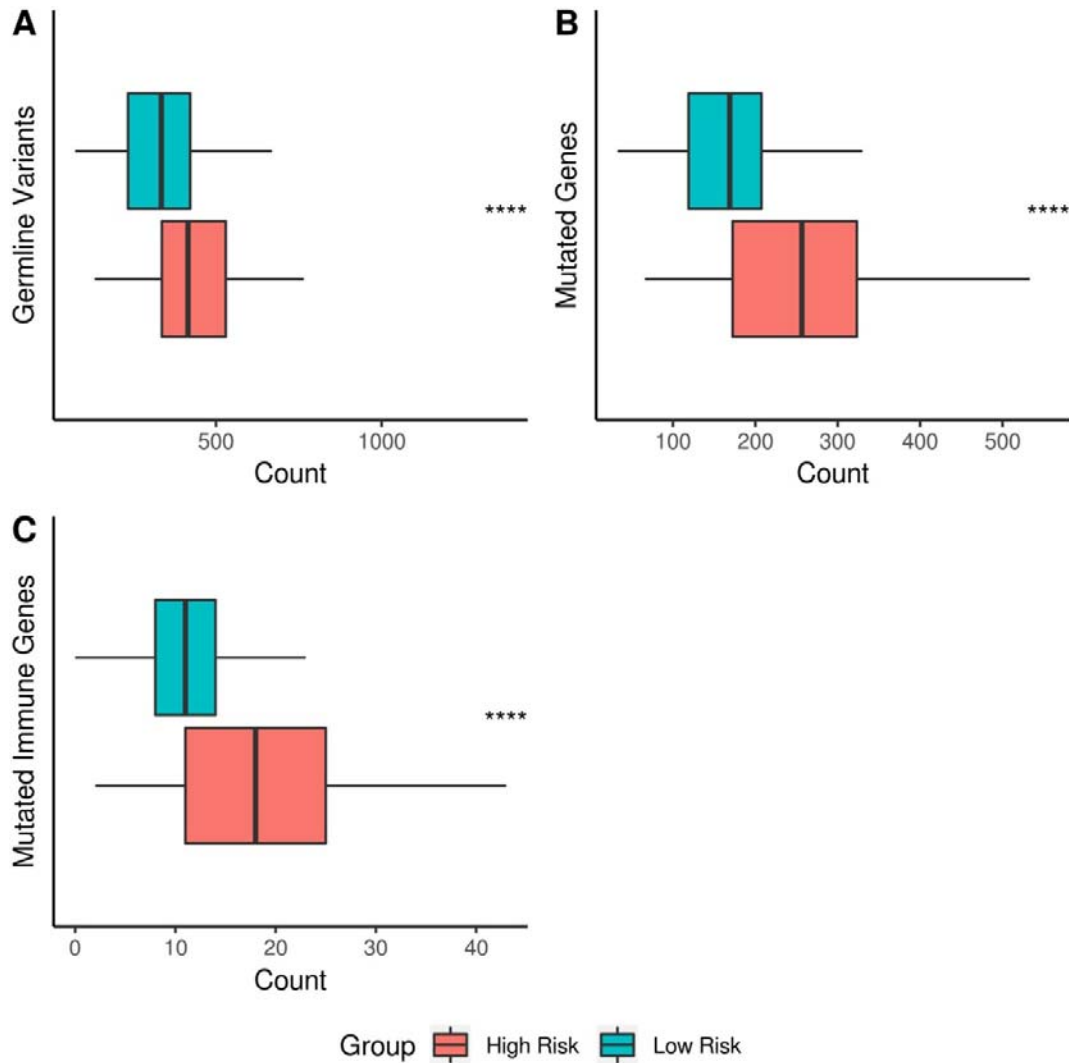 A
Germline Variants
****
500 1000
Count
B
Mutated Genes
****
100 200 300 400 500
Count
C
Mutated Immune Genes
****
0 10 20 30 40
Count
Group High Risk Low Risk